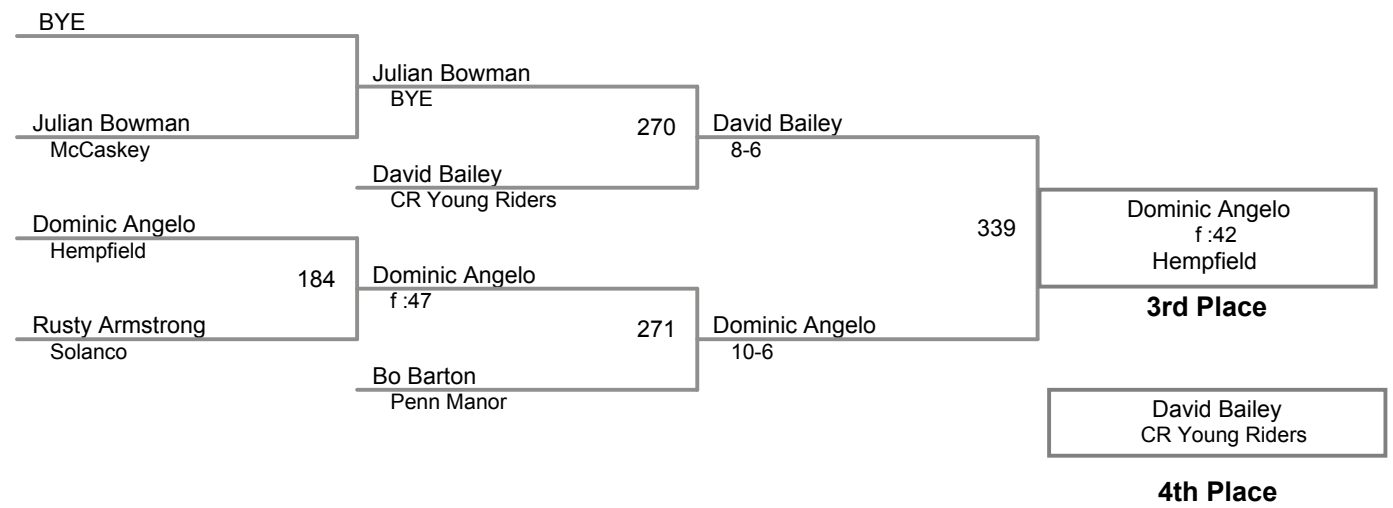 BYE
Julian Bowman
McCaskey
Dominic Angelo
Hempfield
184
Rusty Armstrong
Solanco
Julian Bowman
BYE
270
David Bailey
CR Young Riders
Dominic Angelo
f :47
271
Bo Barton
Penn Manor
David Bailey
8-6
339
Dominic Angelo
10-6
Dominic Angelo
f :42
Hempfield
3rd Place
David Bailey
CR Young Riders
4th Place